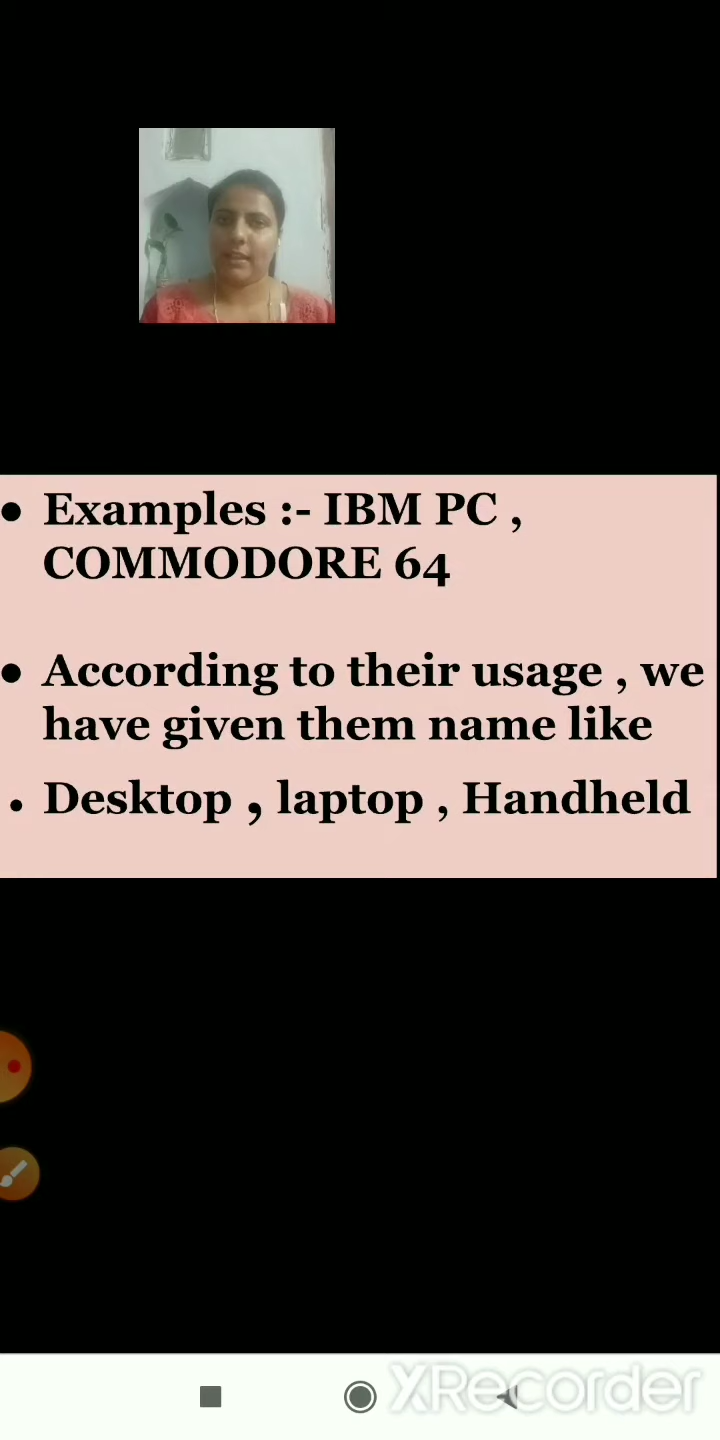 ● Examples :- IBM PC ,
COMMODORE 64
● According to their usage , we
have given them name like
• Desktop , laptop , Handheld
XRecorder